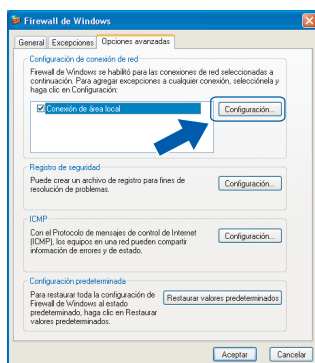 Firewall de Windows
General Excepciones Opciones avanzadas
Configuración de conexión de red
Firewall de Windows se habilitó para las conexiones de red seleccionadas a
continuación. Para agregar excepciones a cualquier conexión, selecciónela y
haga clic en Configuración:
Conexión de área local
Configuración...
Registro de seguridad
Puede crear un archivo de registro para fines de
resolución de problemas.
Configuración...
ICMP
Con el Protocolo de mensajes de control de Internet
(ICMP), los equipos en una red pueden compartir
información de errores y de estado.
Configuración...
Configuración predeterminada
Para restaurar toda la configuración de
Firewall de Windows al estado
predeterminado, haga clic en Restaurar
valores predeterminados.
Restaurar valores predeterminados
Aceptar Cancelar